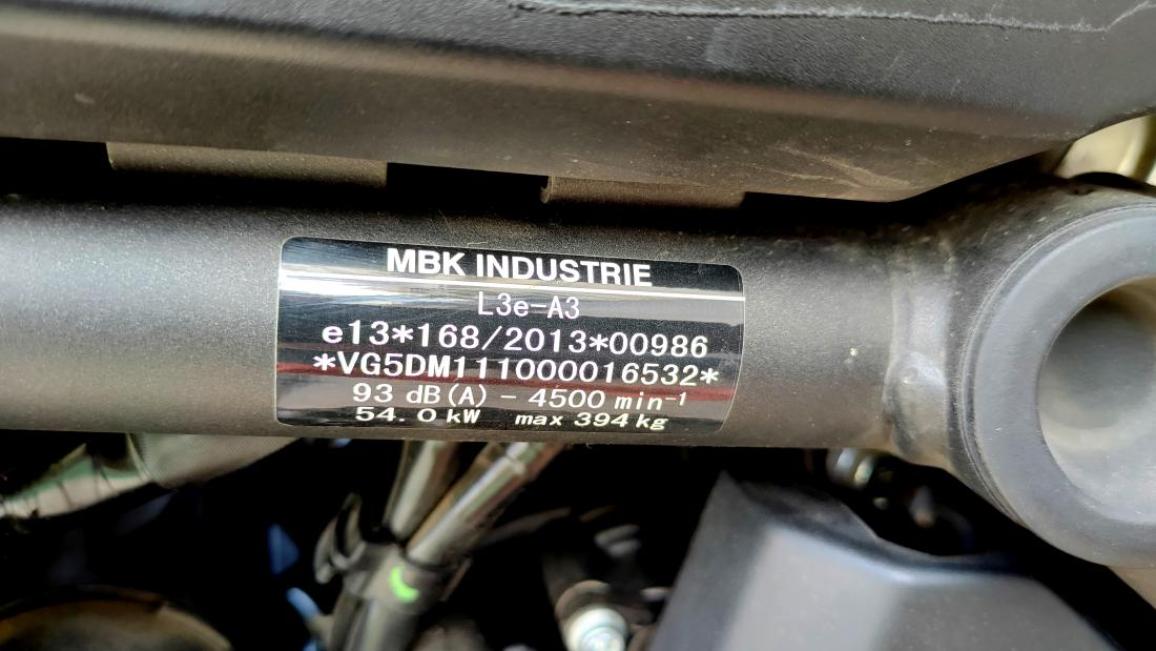 MBK INDUSTRIE
L3e-A3
e13*168/2013*00986
*VG5DM111000016532*
93 dB(A) - 4500 min⁻¹
54.0 kW max 394 kg